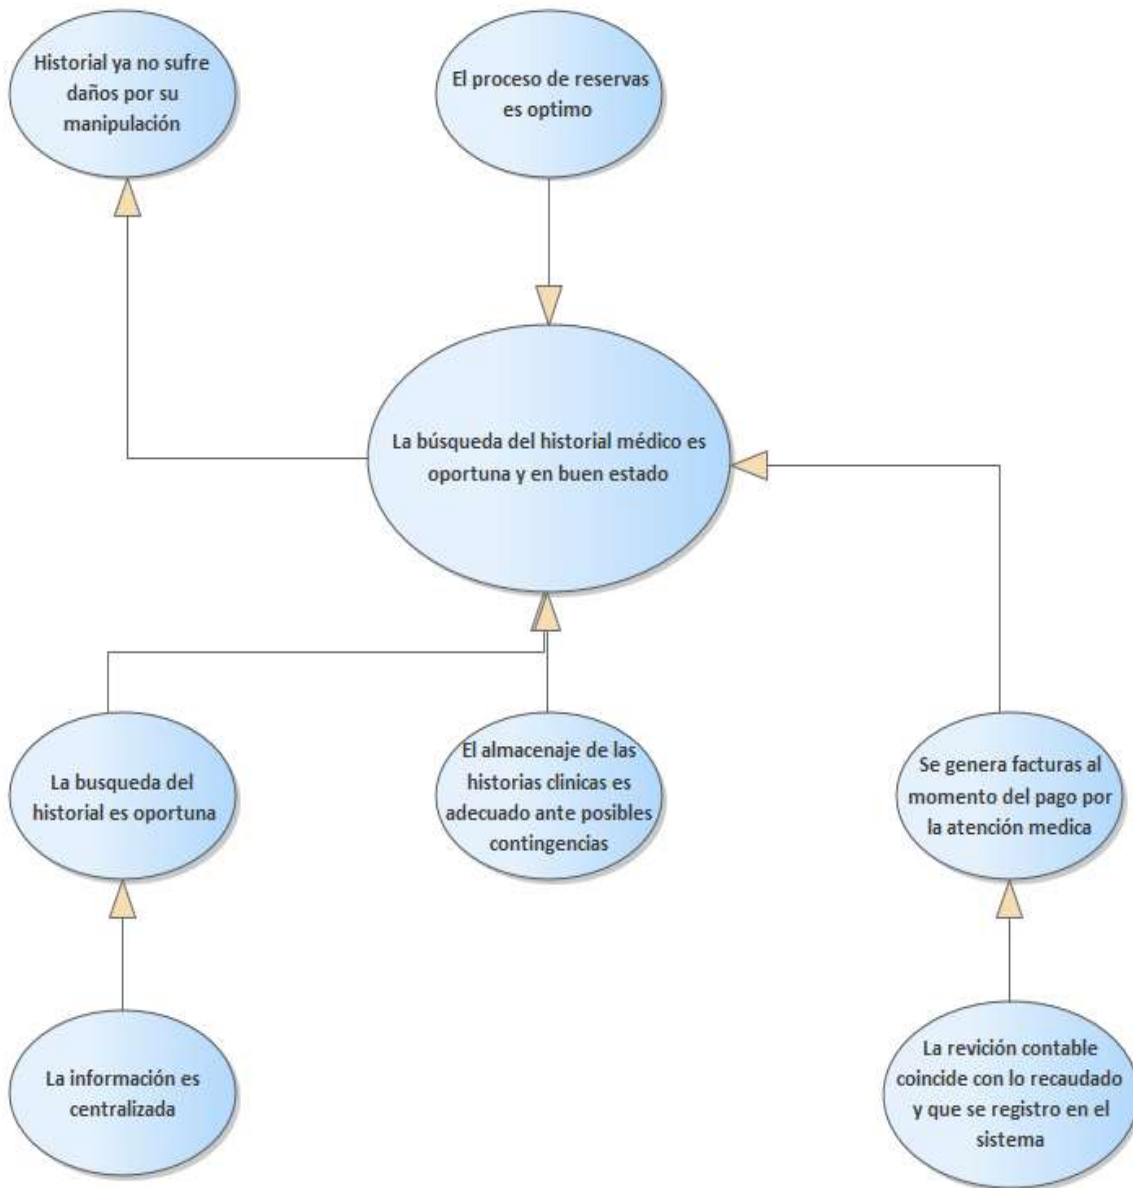 Historial ya no sufre
daños por su
manipulación
El proceso de reservas
es optimo
La búsqueda del historial médico es
oportuna y en buen estado
La busqueda del
historial es oportuna
El almacenaje de las
historias clinicas es
adecuado ante posibles
contingencias
Se genera facturas al
momento del pago por
la atención medica
La información es
centralizada
La revición contable
coincide con lo recaudado
y que se registro en el
sistema